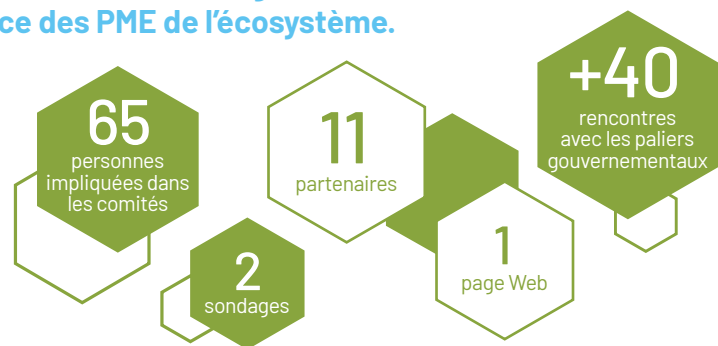 ce des PME de l’écosystème.
65
personnes
impliquées dans
les comités
2
sondages
11
partenaires
1
page Web
+40
rencontres
avec les paliers
gouvernementaux